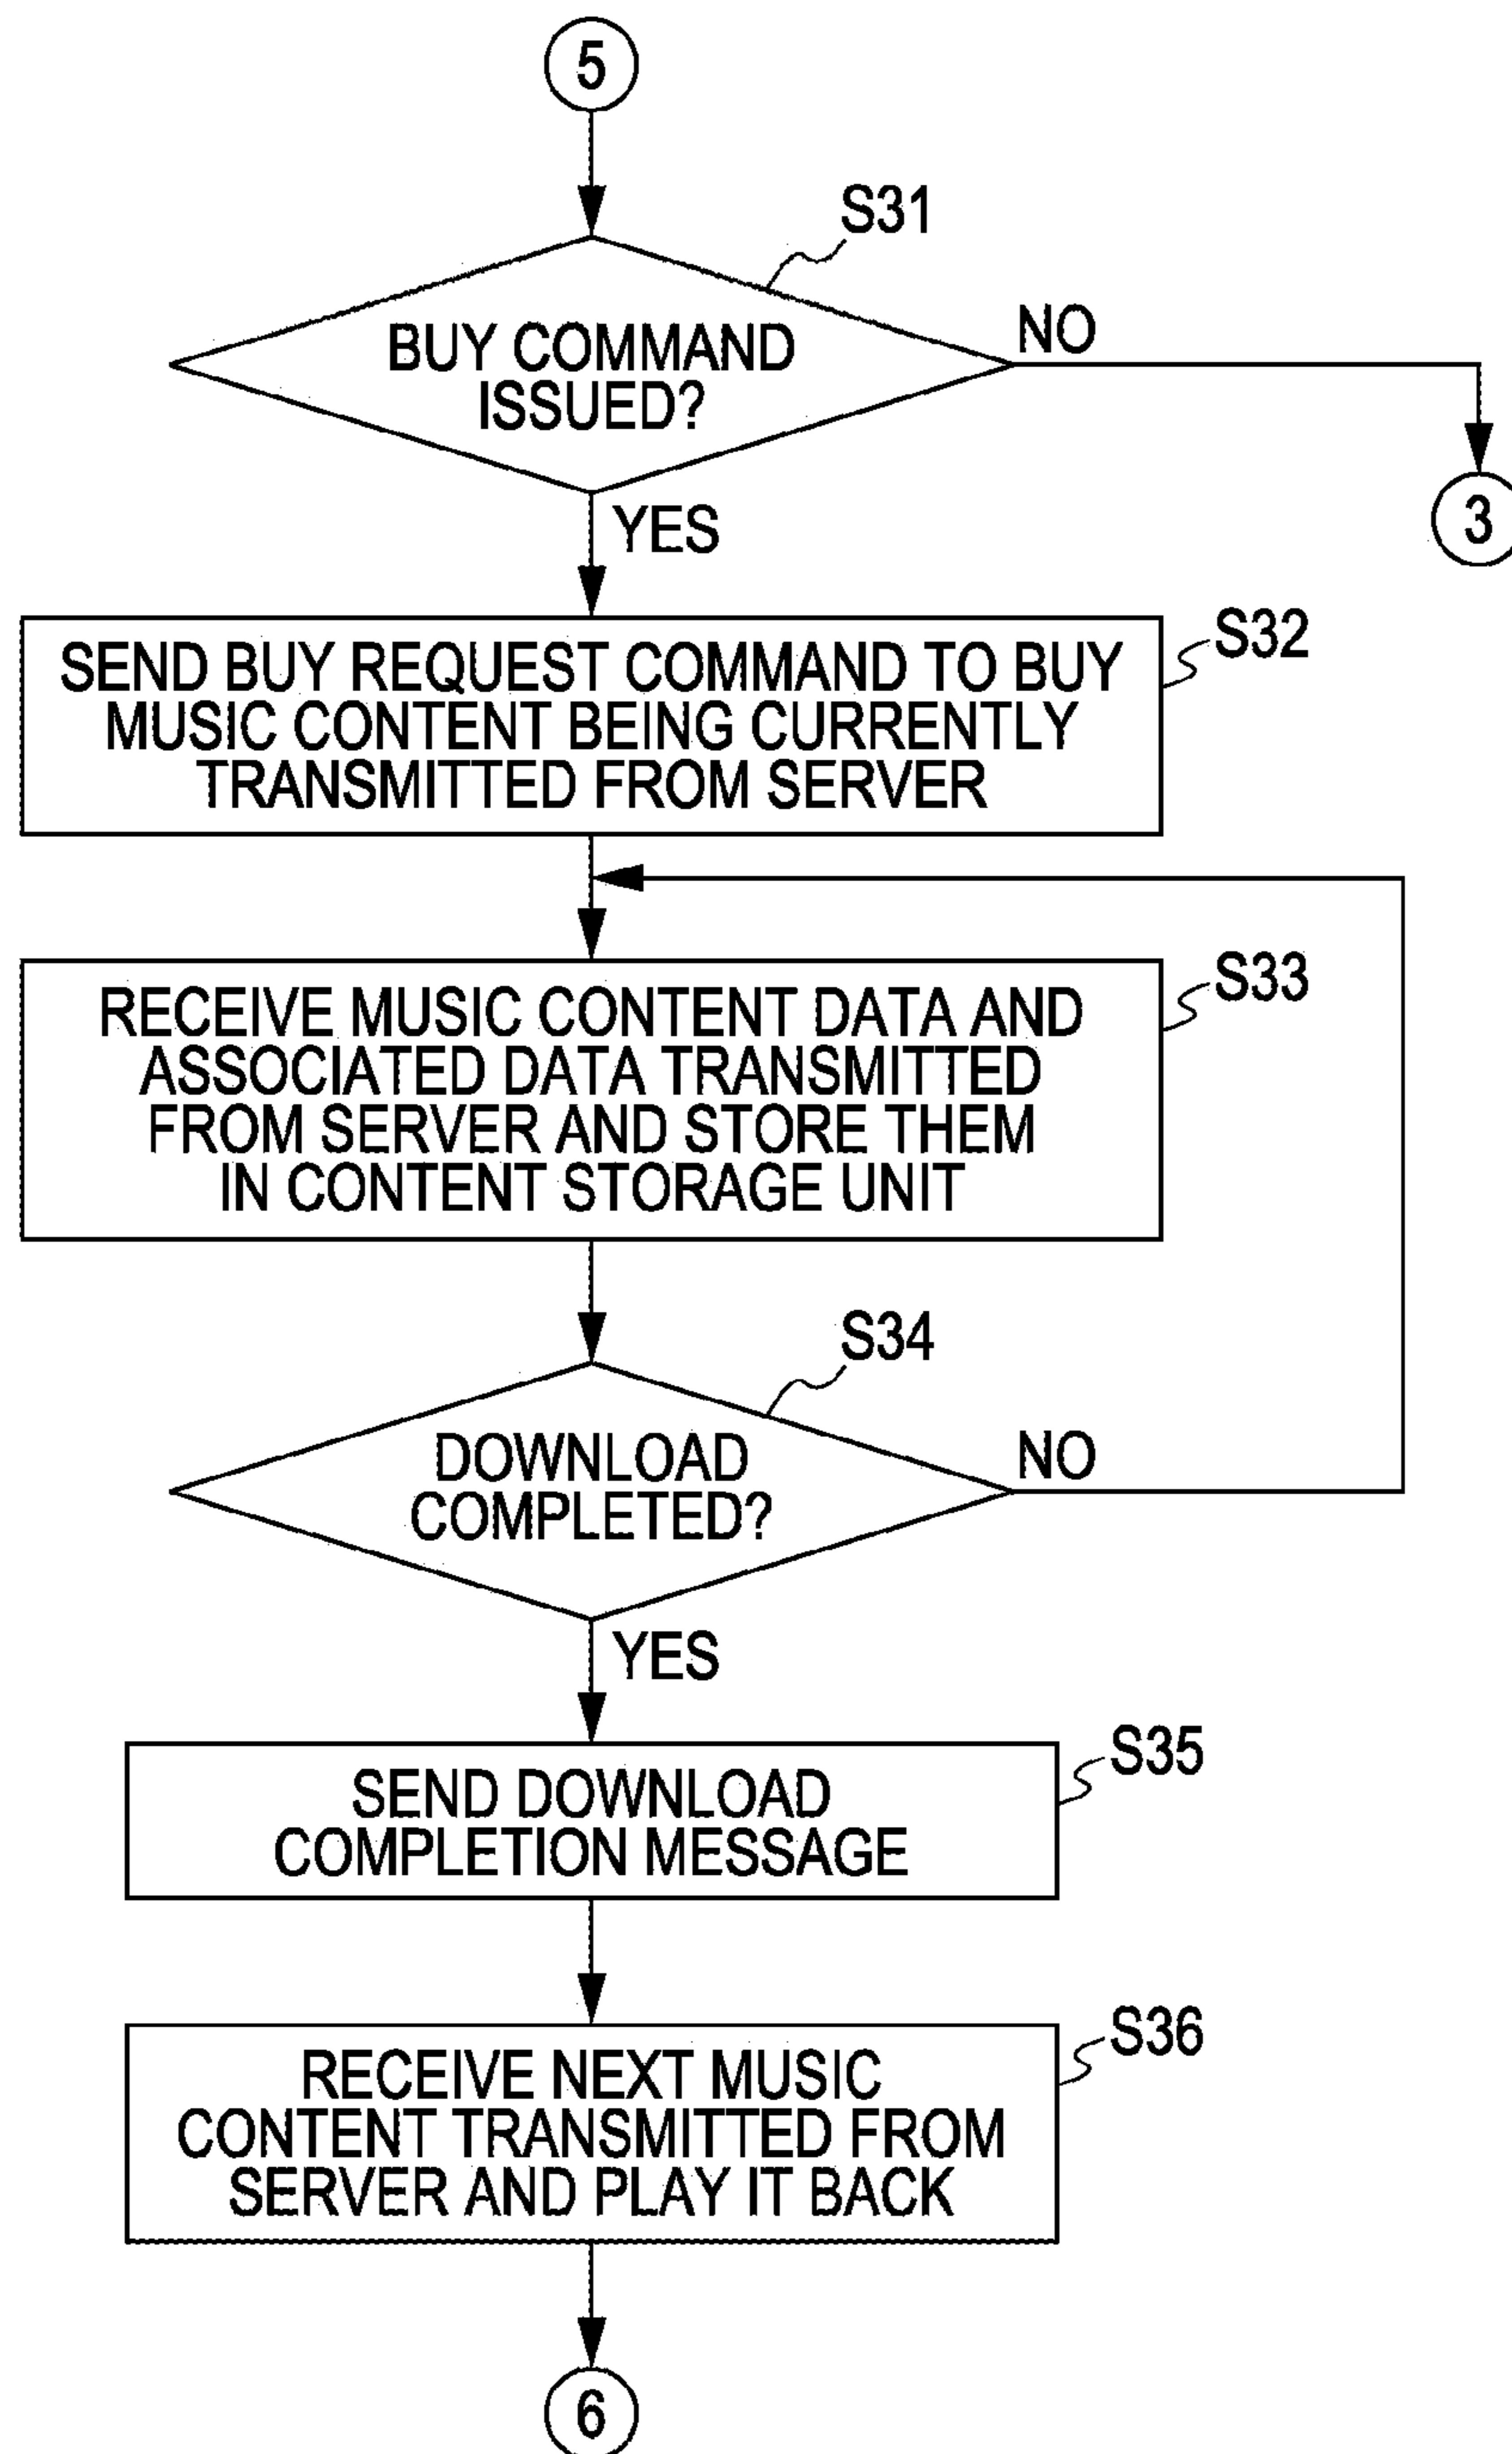 5
S31
BUY COMMAND
ISSUED?
NO
3
YES
S32
SEND BUY REQUEST COMMAND TO BUY
MUSIC CONTENT BEING CURRENTLY
TRANSMITTED FROM SERVER
S33
RECEIVE MUSIC CONTENT DATA AND
ASSOCIATED DATA TRANSMITTED
FROM SERVER AND STORE THEM
IN CONTENT STORAGE UNIT
S34
DOWNLOAD
COMPLETED?
NO
YES
S35
SEND DOWNLOAD
COMPLETION MESSAGE
S36
RECEIVE NEXT MUSIC
CONTENT TRANSMITTED FROM
SERVER AND PLAY IT BACK
6